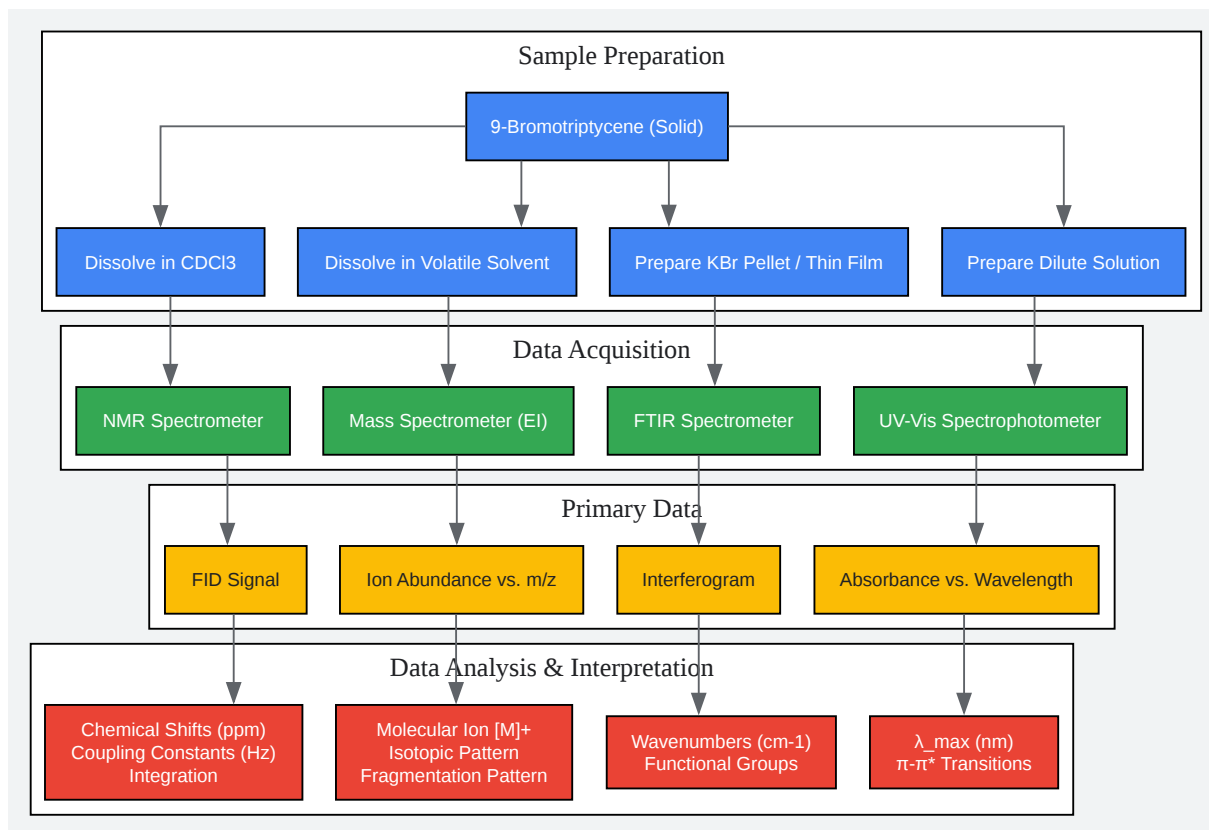 Sample Preparation
9-Bromotriptycene (Solid)
Dissolve in CDCl3
Dissolve in Volatile Solvent
Prepare KBr Pellet / Thin Film
Prepare Dilute Solution
Data Acquisition
NMR Spectrometer
Mass Spectrometer (EI)
FTIR Spectrometer
UV-Vis Spectrophotometer
Primary Data
FID Signal
Ion Abundance vs. m/z
Interferogram
Absorbance vs. Wavelength
Data Analysis & Interpretation
Chemical Shifts (ppm)
Coupling Constants (Hz)
Integration
Molecular Ion [M]+
Isotopic Pattern
Fragmentation Pattern
Wavenumbers (cm-1)
Functional Groups
λ_max (nm)
π-π* Transitions